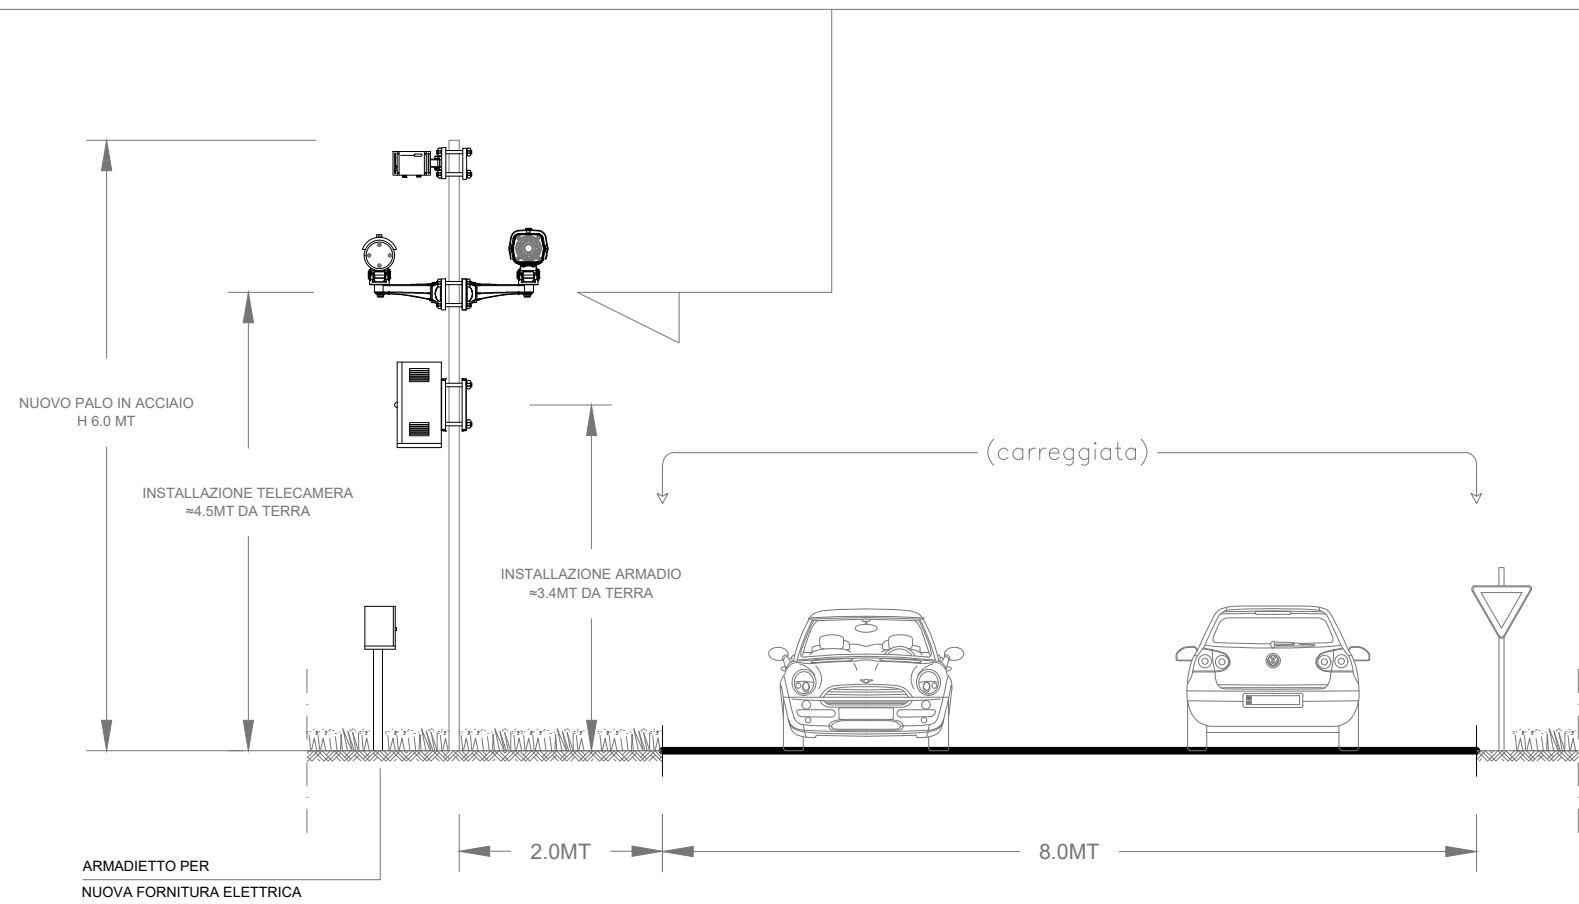 NUOVO PALO IN ACCIAIO
H 6.0 MT
(carreggiata)
INSTALLAZIONE TELECAMERA
≈4.5MT DA TERRA
INSTALLAZIONE ARMADIO
≈3.4MT DA TERRA
2.0MT
8.0MT
ARMADIETTO PER
NUOVA FORNITURA ELETTRICA